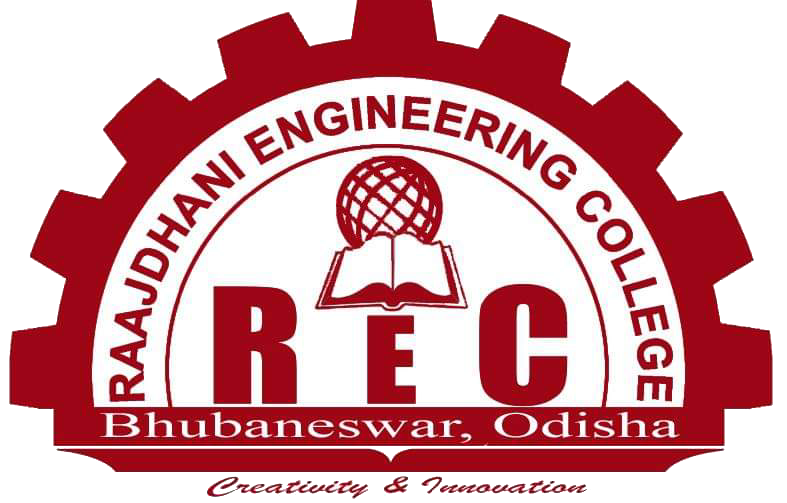 RAAJDHANI ENGINEERING COLLEGE
REC
Bhubaneswar, Odisha
Creativity & Innovation